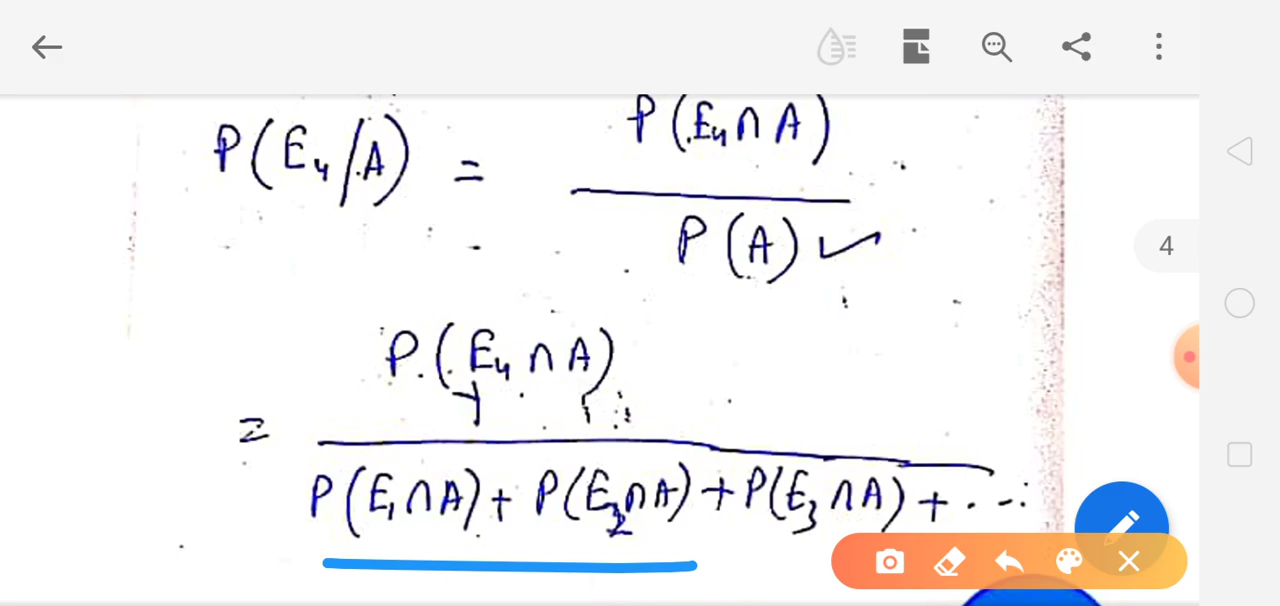 P(E₄/A) = P(E₄ ∩ A)
P(A)
4
P(E₄ ∩ A)
=
P(E₁∩A) + P(E₂∩A) + P(E₃∩A) + ...